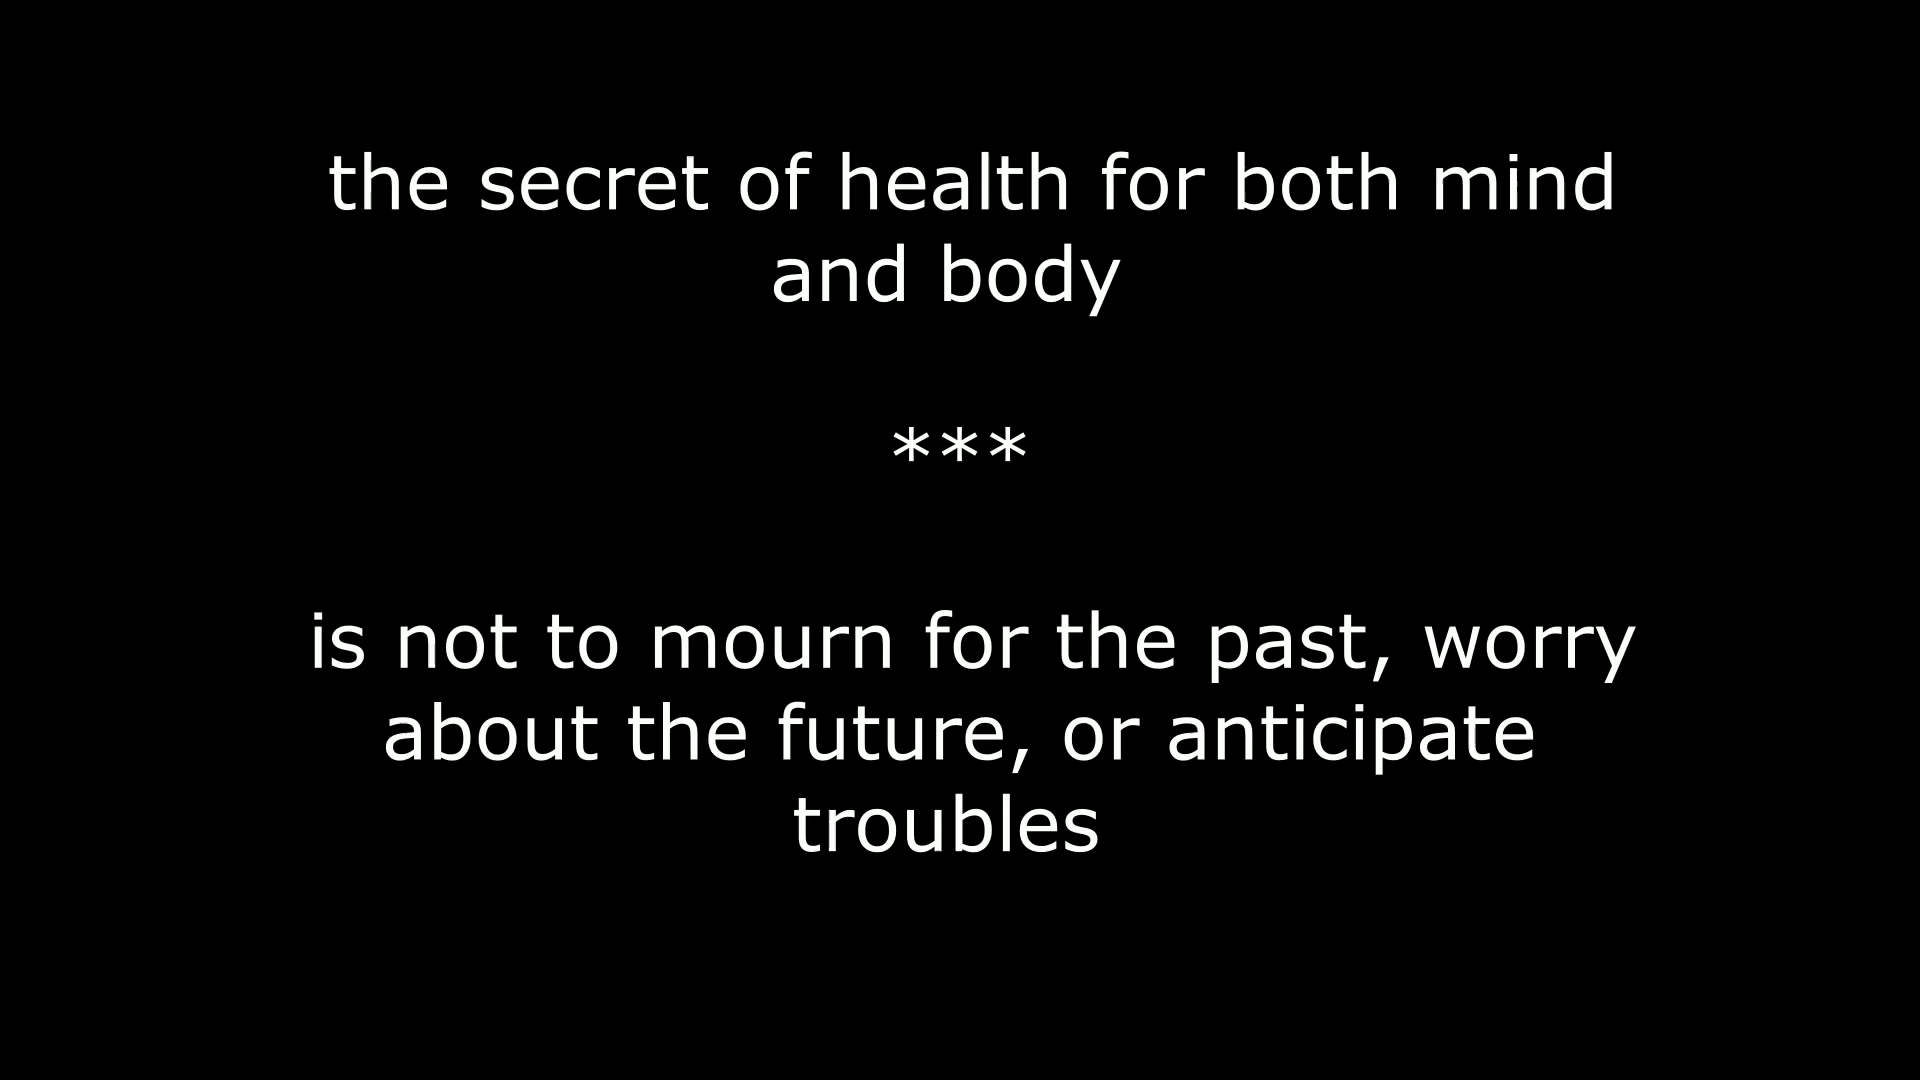 the secret of health for both mind
and body
***
is not to mourn for the past, worry
about the future, or anticipate
troubles